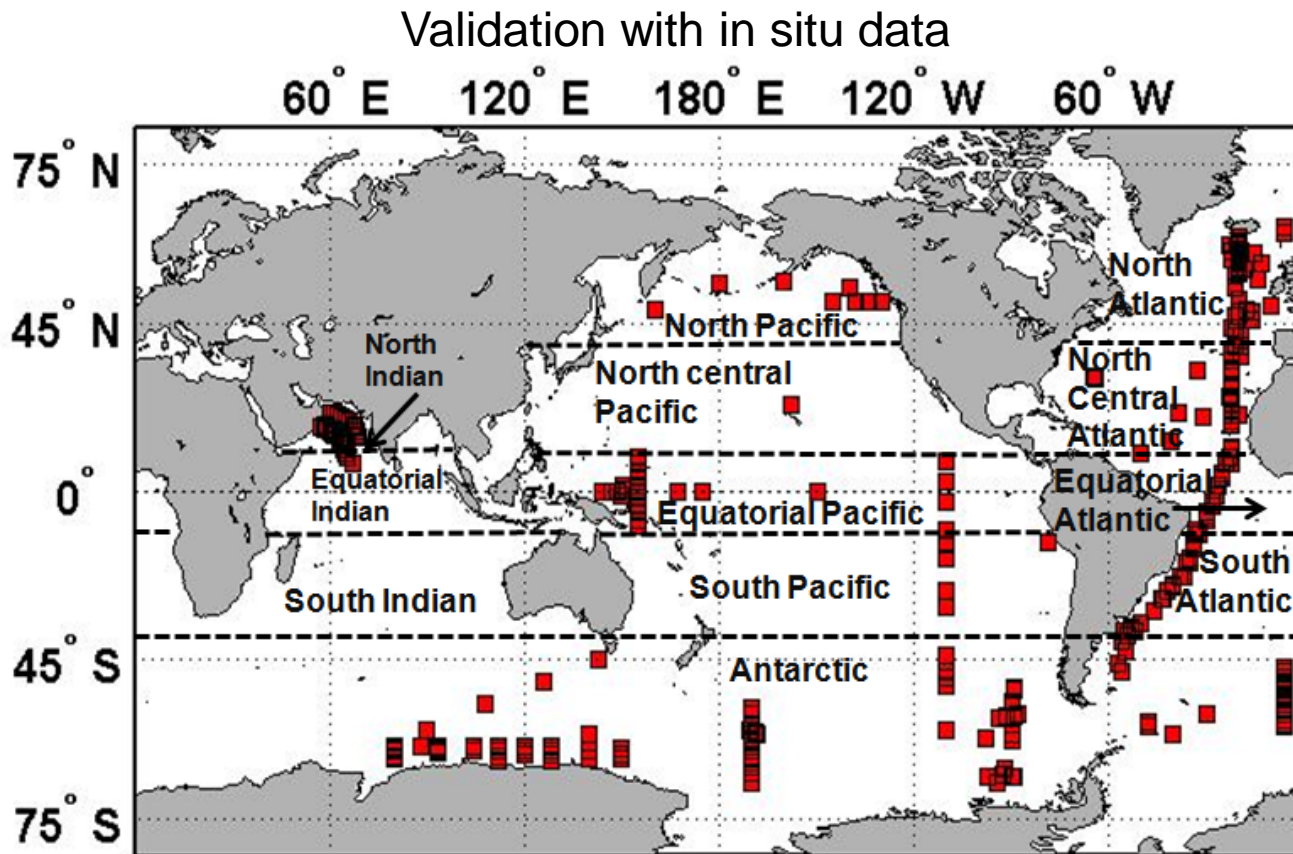 Validation with in situ data
60° E 120° E 180° E 120° W 60° W
75° N
45° N
0°
45° S
75° S
North
Atlantic
North Pacific
North
Indian
North central
Pacific
North
Central
Atlantic
Equatorial
Indian
Equatorial Pacific
Equatorial
Atlantic
South Indian
South Pacific
South
Atlantic
Antarctic